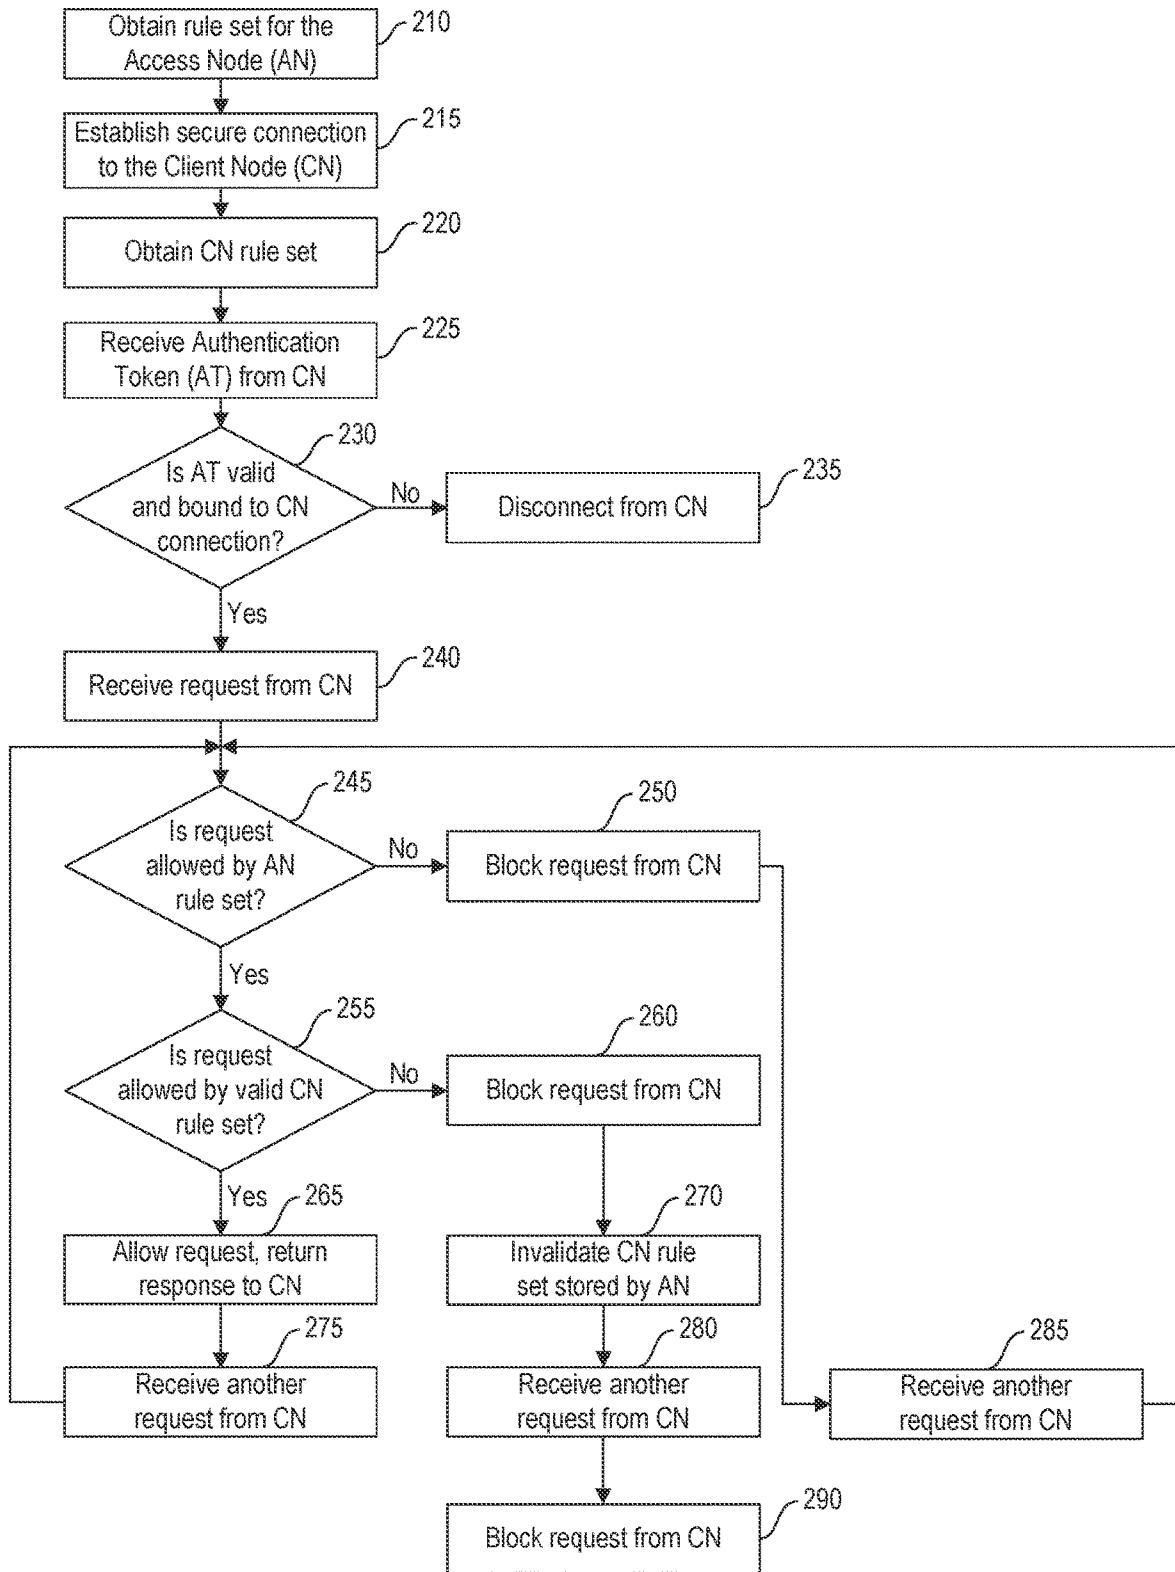 Obtain rule set for the
Access Node (AN)
210
Establish secure connection
to the Client Node (CN)
215
Obtain CN rule set
220
Receive Authentication
Token (AT) from CN
225
Is AT valid
and bound to CN
connection?
230
No
Disconnect from CN
235
Yes
Receive request from CN
240
Is request
allowed by AN
rule set?
245
No
Block request from CN
250
Yes
Is request
allowed by valid CN
rule set?
255
No
Block request from CN
260
Yes
Allow request, return
response to CN
265
Invalidate CN rule
set stored by AN
270
Receive another
request from CN
275
Receive another
request from CN
280
Receive another
request from CN
285
Block request from CN
290